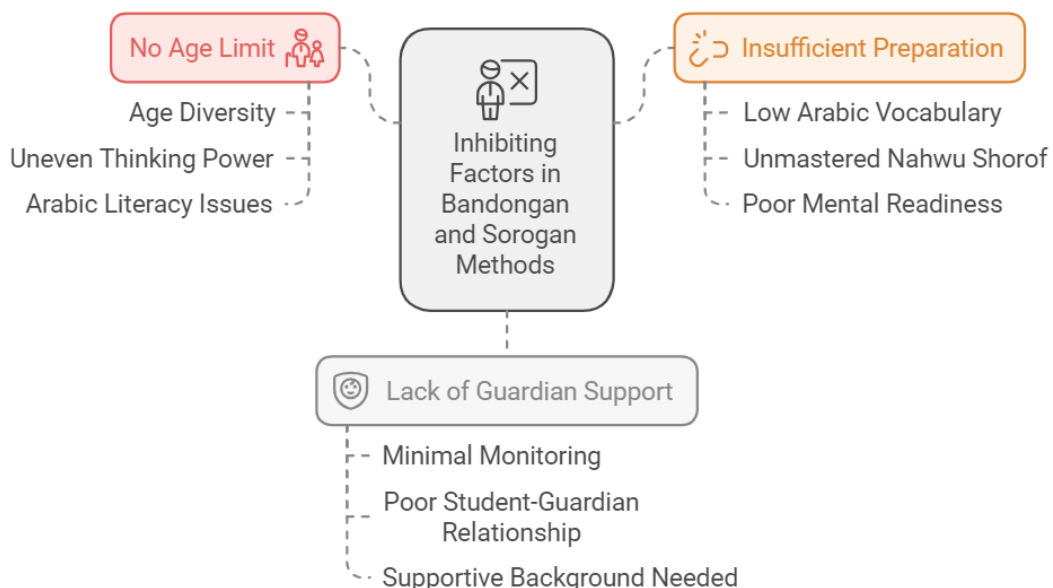 No Age Limit
Age Diversity
Uneven Thinking Power
Arabic Literacy Issues
Inhibiting
Factors in
Bandongan
and Sorogan
Methods
Insufficient Preparation
Low Arabic Vocabulary
Unmastered Nahwu Shorof
Poor Mental Readiness
Lack of Guardian Support
Minimal Monitoring
Poor Student-Guardian
Relationship
Supportive Background Needed